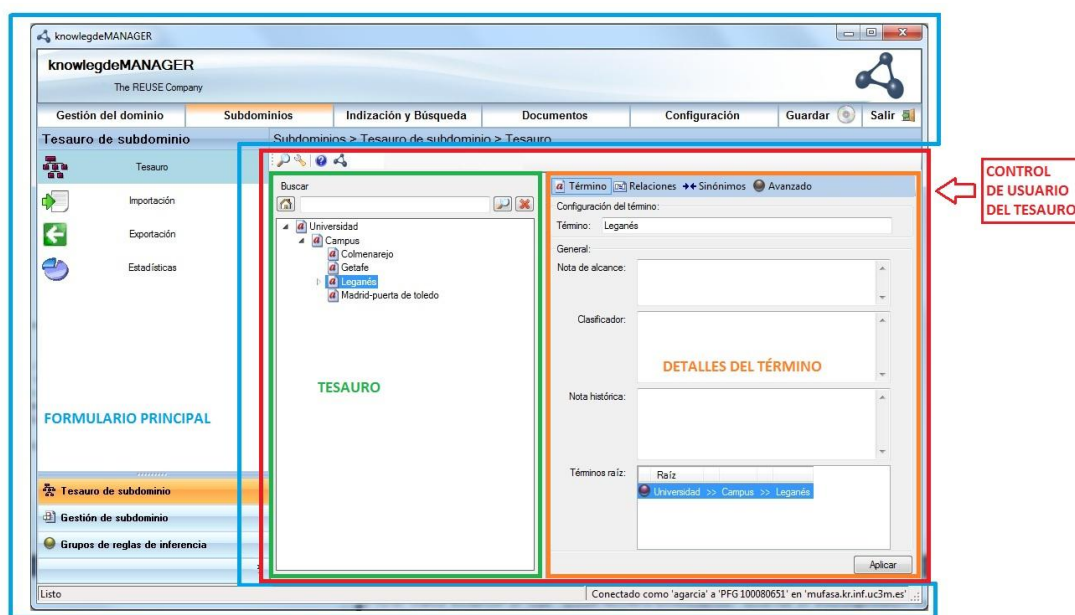 knowlegdeMANAGER
knowlegdeMANAGER
The REUSE Company
Gestión del dominio Subdominios Indización y Búsqueda Documentos Configuración Guardar Salir
Tesauro de subdominio
Subdominios > Tesauro de subdominio > Tesauro
Tesauro
Importación
Exportación
Estadísticas
FORMULARIO PRINCIPAL
Tesauro de subdominio
Gestión de subdominio
Grupos de reglas de inferencia
Buscar
Universidad
Campus
Colmenarejo
Getafe
Leganés
Madrid-puerta de toledo
TESAURO
Término Relaciones Sinónimos Avanzado
Configuración del término:
Término: Leganés
General:
Nota de alcance:
Clasificador:
DETALLES DEL TÉRMINO
Nota histórica:
Términos raíz:
Raíz
Universidad >> Campus >> Leganés
Aplicar
CONTROL
DE USUARIO
DEL TESAURO
Listo
Conectado como 'agarcia' a 'PFG 100080651' en 'mufasa.kr.inf.uc3m.es'